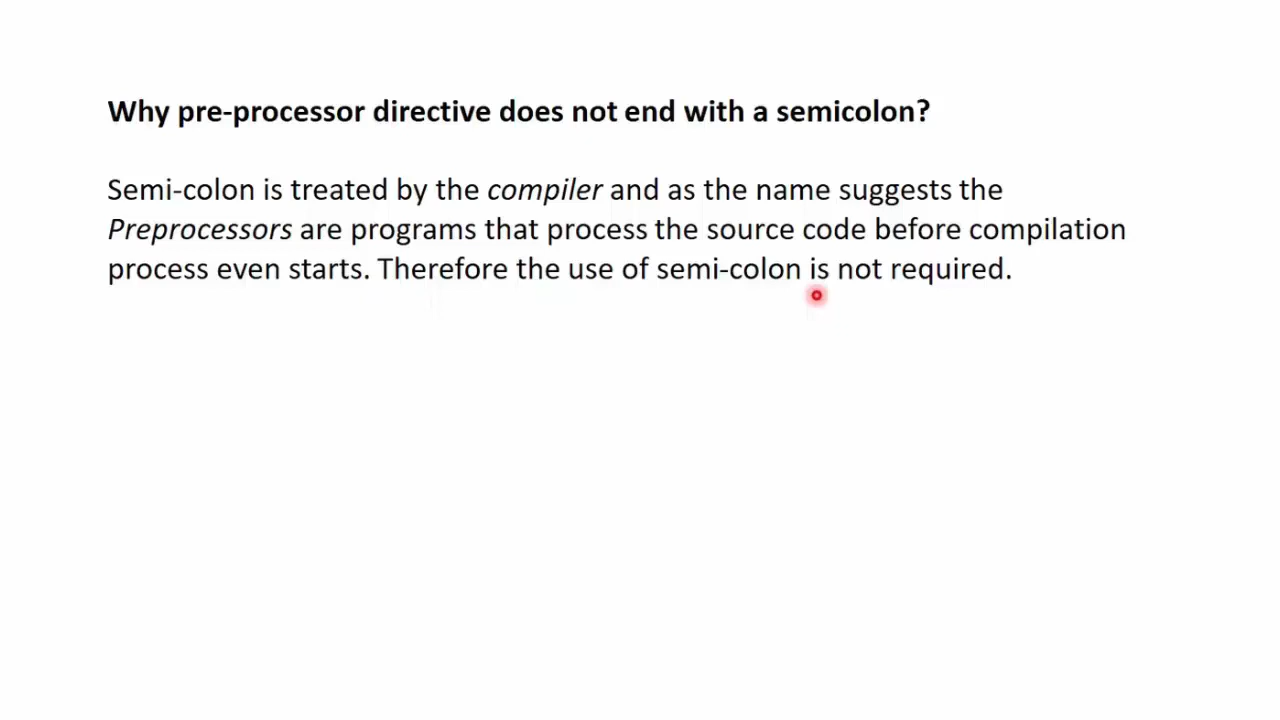 Why pre-processor directive does not end with a semicolon?
Semi-colon is treated by the compiler and as the name suggests the
Preprocessors are programs that process the source code before compilation
process even starts. Therefore the use of semi-colon is not required.